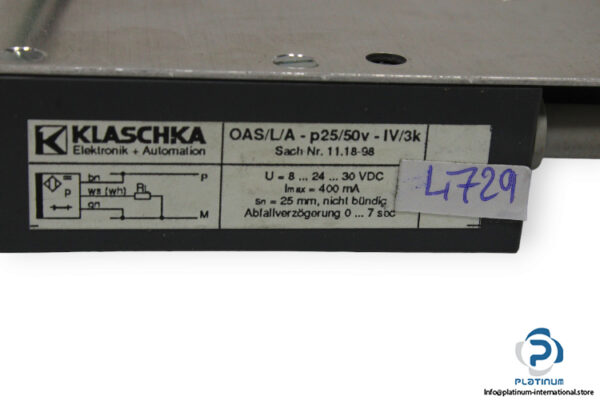 KLASCHKA
Elektronik + Automation
OAS/L/A - p25/50v - IV/3k
Sach-Nr. 11.18-98
bn
P
p
ws (wh)
RL
gn
M
U = 8 ... 24 ... 30 VDC
Imax = 400 mA
sn = 25 mm, nicht bündig
Abfallverzögerung 0 ... 7 sec
4729
PLATINUM
Info@platinum-international.store